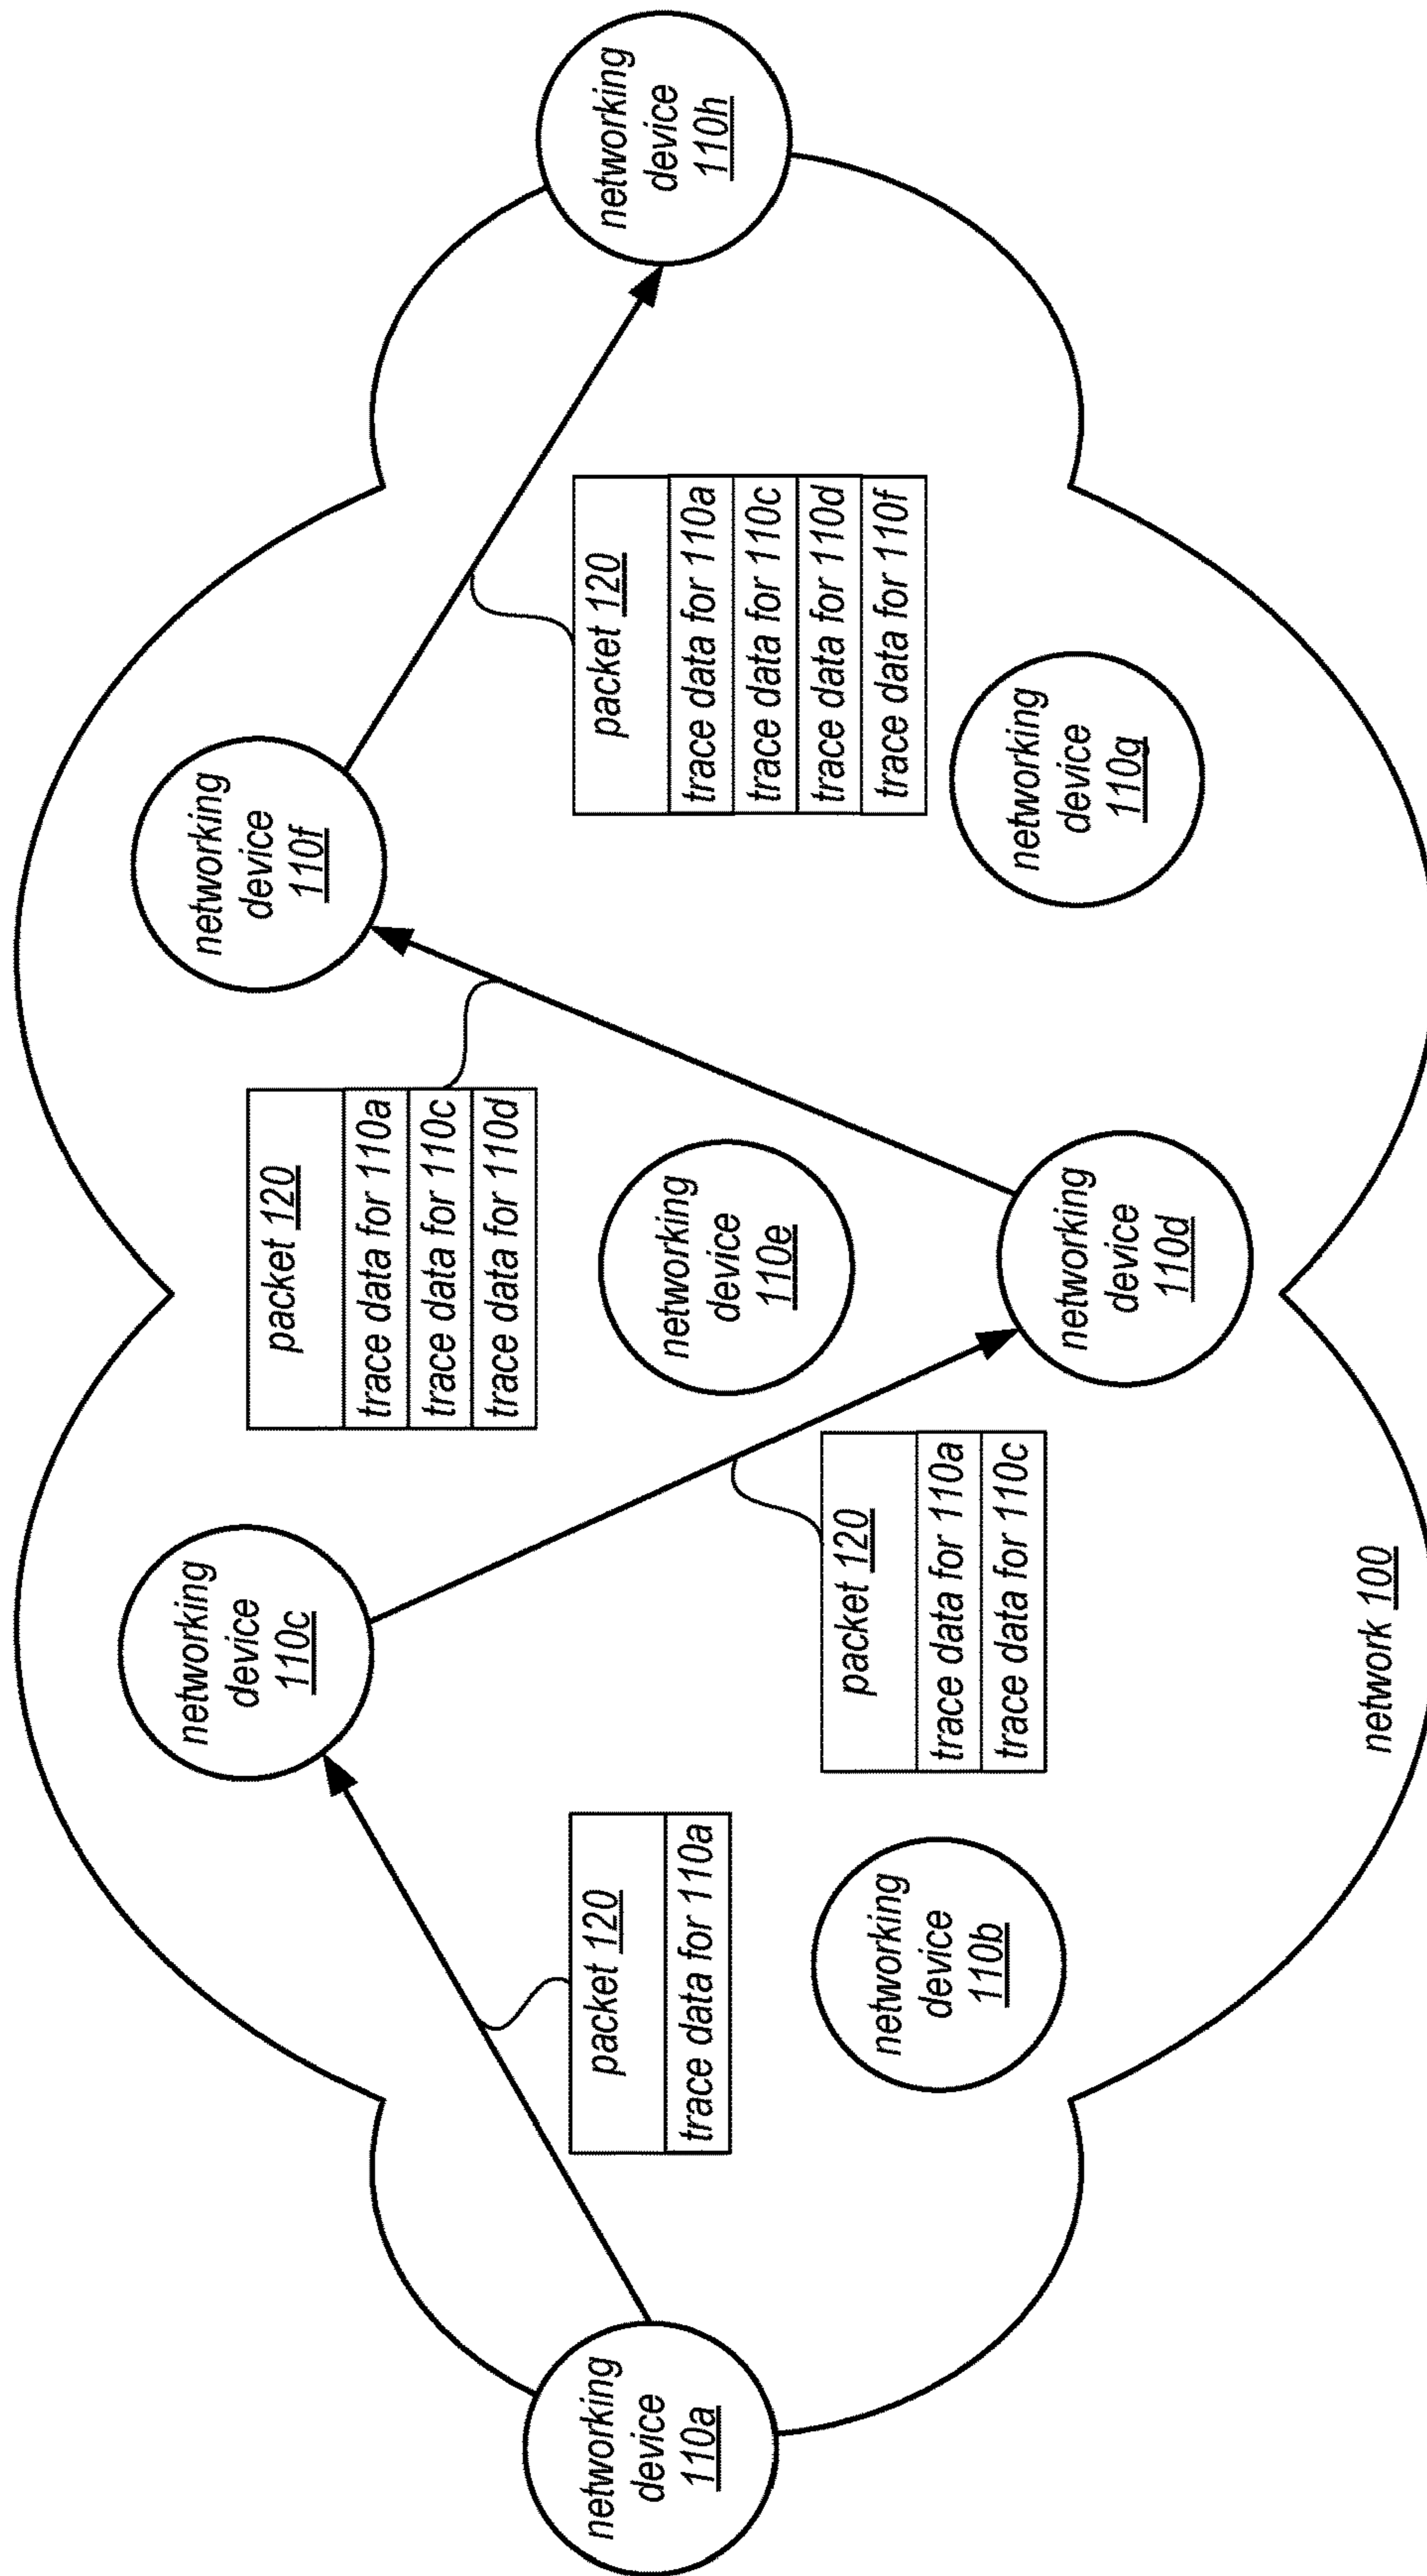 networking
device
110c
networking
device
110f
packet 120
trace data for 110a
trace data for 110c
trace data for 110d
networking
device
110a
packet 120
trace data for 110a
networking
device
110e
packet 120
trace data for 110a
trace data for 110c
trace data for 110d
trace data for 110f
networking
device
110h
networking
device
110b
packet 120
trace data for 110a
trace data for 110c
networking
device
110d
networking
device
110g
network 100